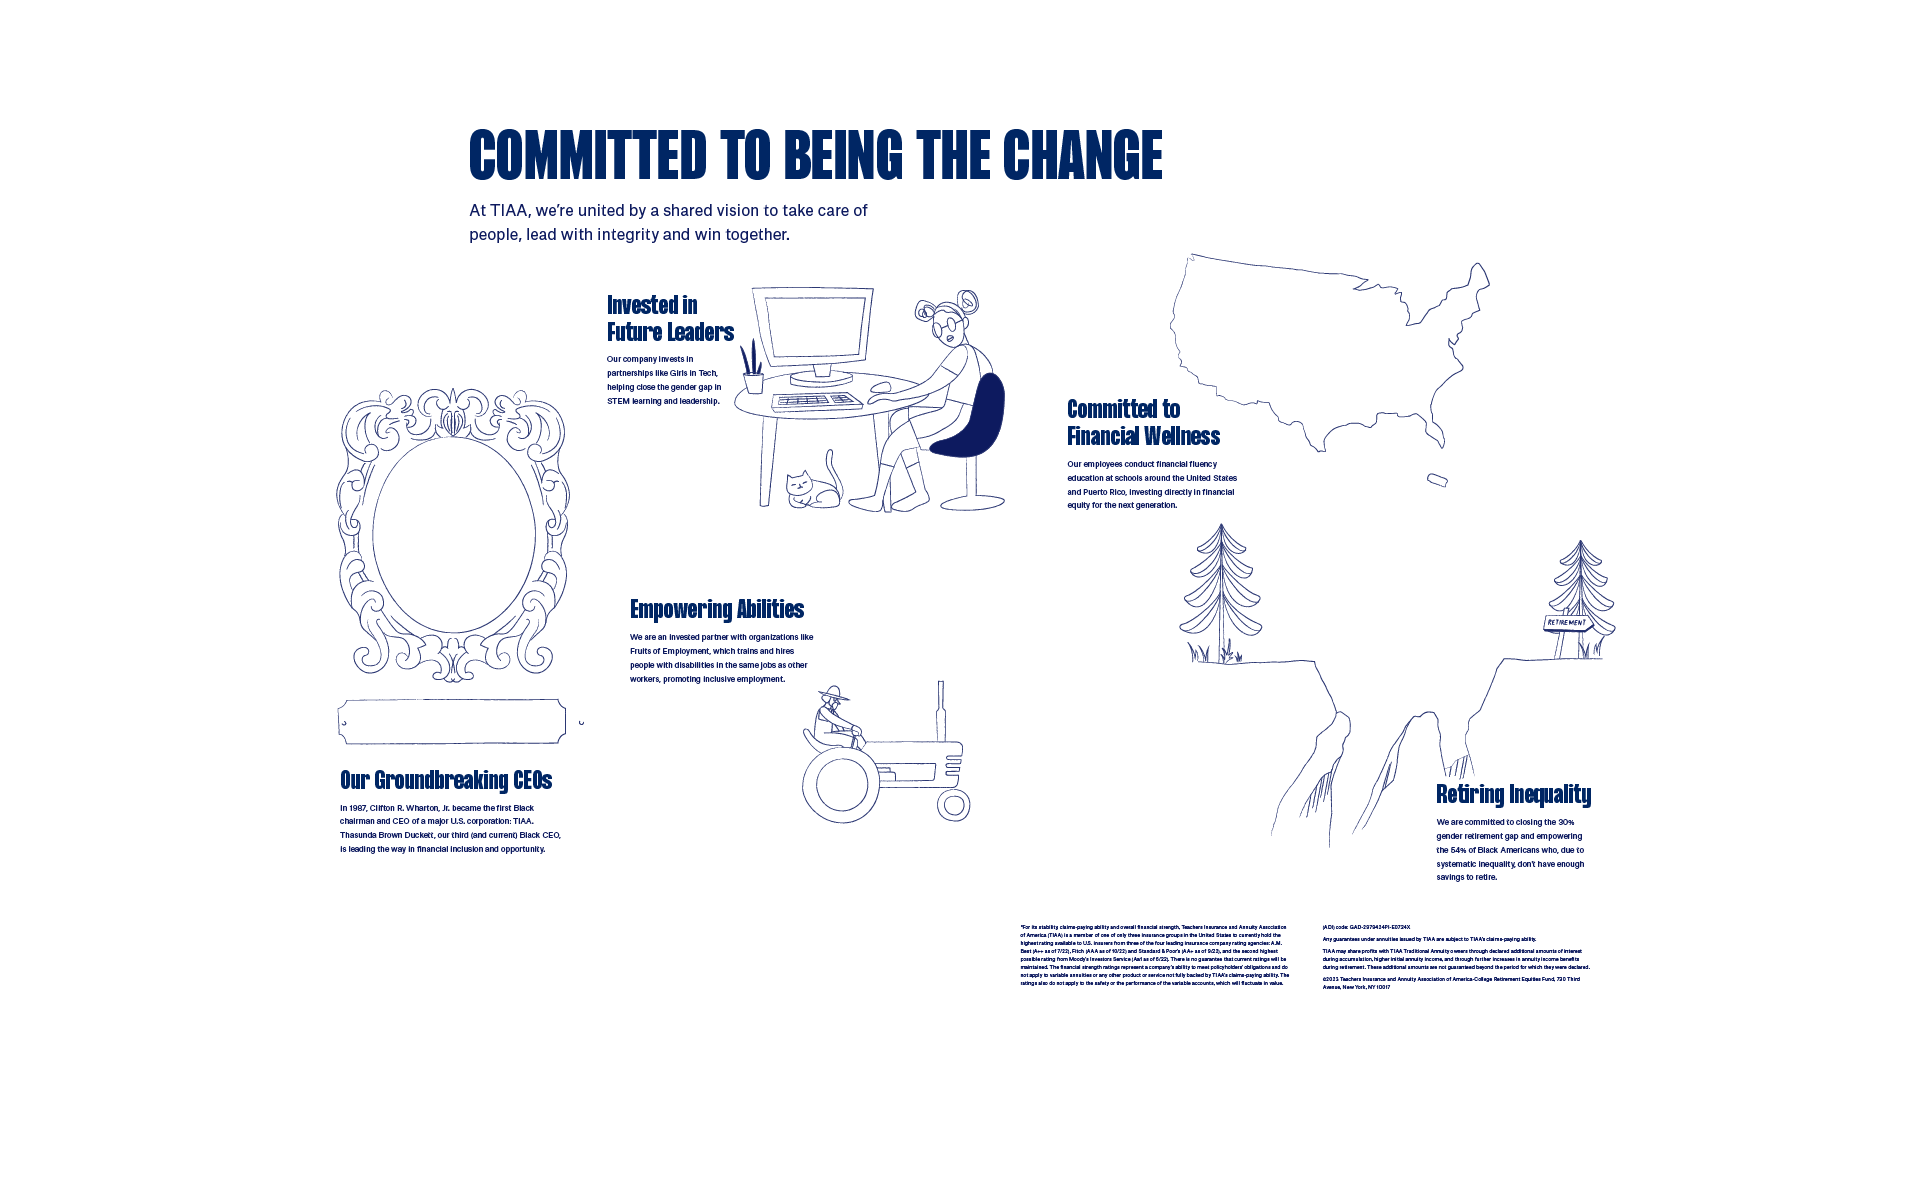 COMMITTED TO BEING THE CHANGE
At TIAA, we're united by a shared vision to take care of
people, lead with integrity and win together.
Invested in
Future Leaders
Our company invests in
partnerships like Girls in Tech,
helping close the gender gap in
STEM learning and leadership.
Committed to
Financial Wellness
Our employees conduct financial fluency
education at schools around the United States
and Puerto Rico, investing directly in financial
equity for the next generation.
Empowering Abilities
We are an invested partner with organizations like
Fruits of Employment, which trains and hires
people with disabilities in the same jobs as other
workers, promoting inclusive employment.
RETIREMENT
Our Groundbreaking CEOs
In 1987, Clifton R. Wharton, Jr. became the first Black
chairman and CEO of a major U.S. corporation: TIAA.
Thasunda Brown Duckett, our third (and current) Black CEO,
is leading the way in financial inclusion and opportunity.
Retiring Inequality
We are committed to closing the 30%
gender retirement gap and empowering
the 54% of Black Americans who, due to
systematic inequality, don't have enough
savings to retire.
*For its stability claims-paying ability and overall financial strength, Teachers Insurance and Annuity Association
of America (TIAA) is a member of one of only three insurance groups in the United States to currently hold the
highest rating available to U.S. insurers from three of the four leading insurance company rating agencies: A.M.
Best (A++ as of 7/22), Fitch (AAA as of 10/22) and Standard & Poor's (AA+ as of 9/22), and the second highest
possible rating from Moody's Investors Service (Aa1 as of 6/22). There is no guarantee that current ratings will be
maintained. The financial strength ratings represent a company's ability to meet policyholders' obligations and do
not apply to variable annuities or any other product or service not fully backed by TIAA's claims-paying ability. The
ratings also do not apply to the safety or the performance of the variable accounts, which will fluctuate in value.
(ADI) code: GAD-2979434PI-E0724X
Any guarantees under annuities issued by TIAA are subject to TIAA's claims-paying ability.
TIAA may share profits with TIAA Traditional Annuity owners through declared additional amounts of interest
during accumulation, higher initial annuity income, and through further increases in annuity income benefits
during retirement. These additional amounts are not guaranteed beyond the period for which they were declared.
©2023 Teachers Insurance and Annuity Association of America-College Retirement Equities Fund, 730 Third
Avenue, New York, NY 10017